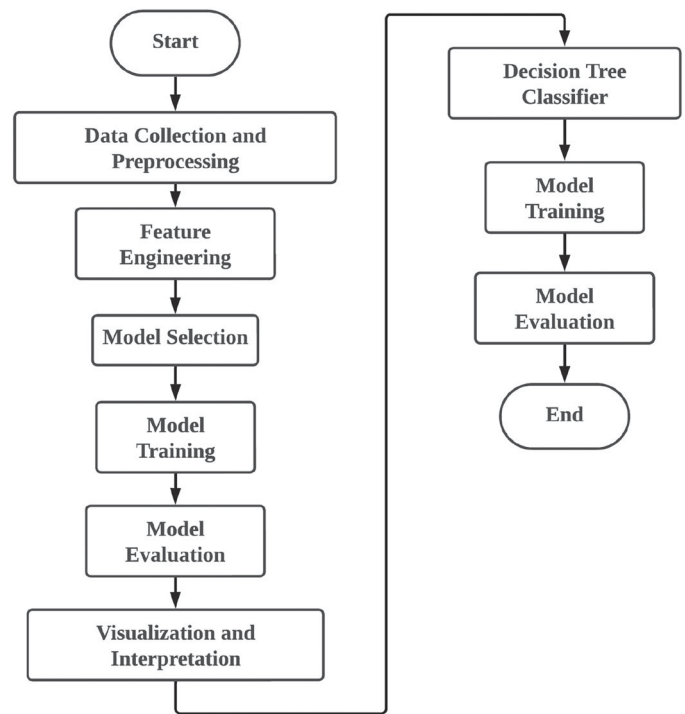 Start
Data Collection and
Preprocessing
Feature
Engineering
Model Selection
Model
Training
Model
Evaluation
Visualization and
Interpretation
Decision Tree
Classifier
Model
Training
Model
Evaluation
End